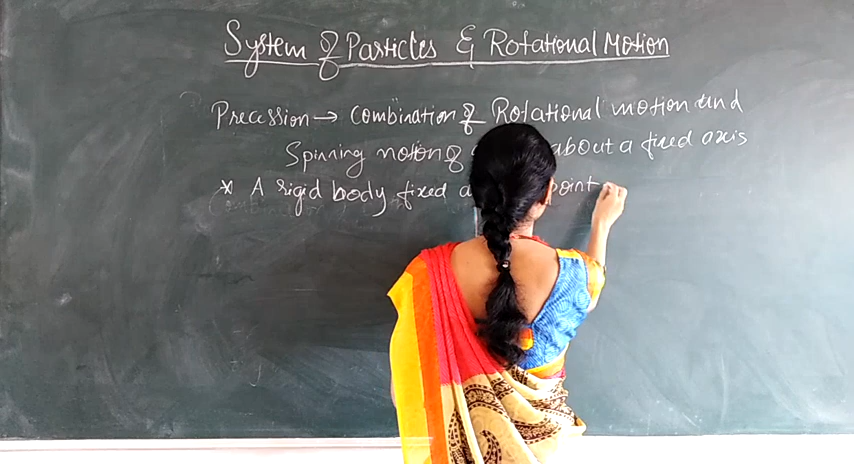 System of Particles & Rotational Motion
Precession → Combination of Rotational motion and
Spinning motion of about a fixed axis
* A rigid body fixed point